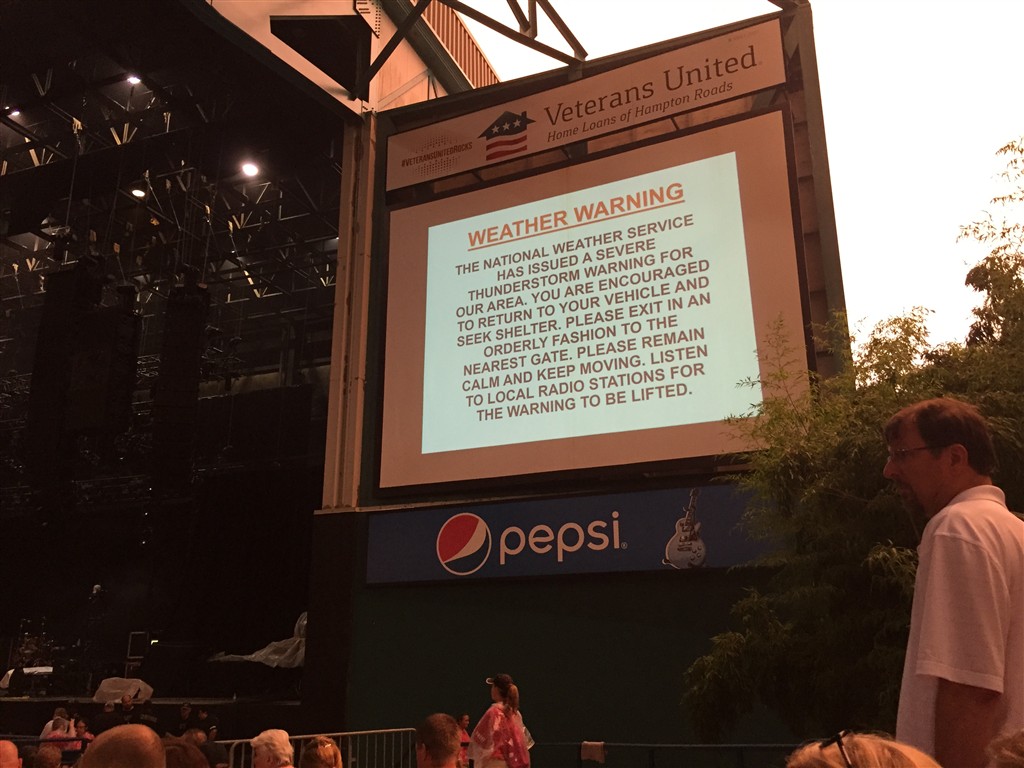 Veterans United
Home Loans of Hampton Roads
#VETERANSUNITEDROCKS
WEATHER WARNING
THE NATIONAL WEATHER SERVICE
HAS ISSUED A SEVERE
THUNDERSTORM WARNING FOR
OUR AREA. YOU ARE ENCOURAGED
TO RETURN TO YOUR VEHICLE AND
SEEK SHELTER. PLEASE EXIT IN AN
ORDERLY FASHION TO THE
NEAREST GATE. PLEASE REMAIN
CALM AND KEEP MOVING. LISTEN
TO LOCAL RADIO STATIONS FOR
THE WARNING TO BE LIFTED.
pepsi